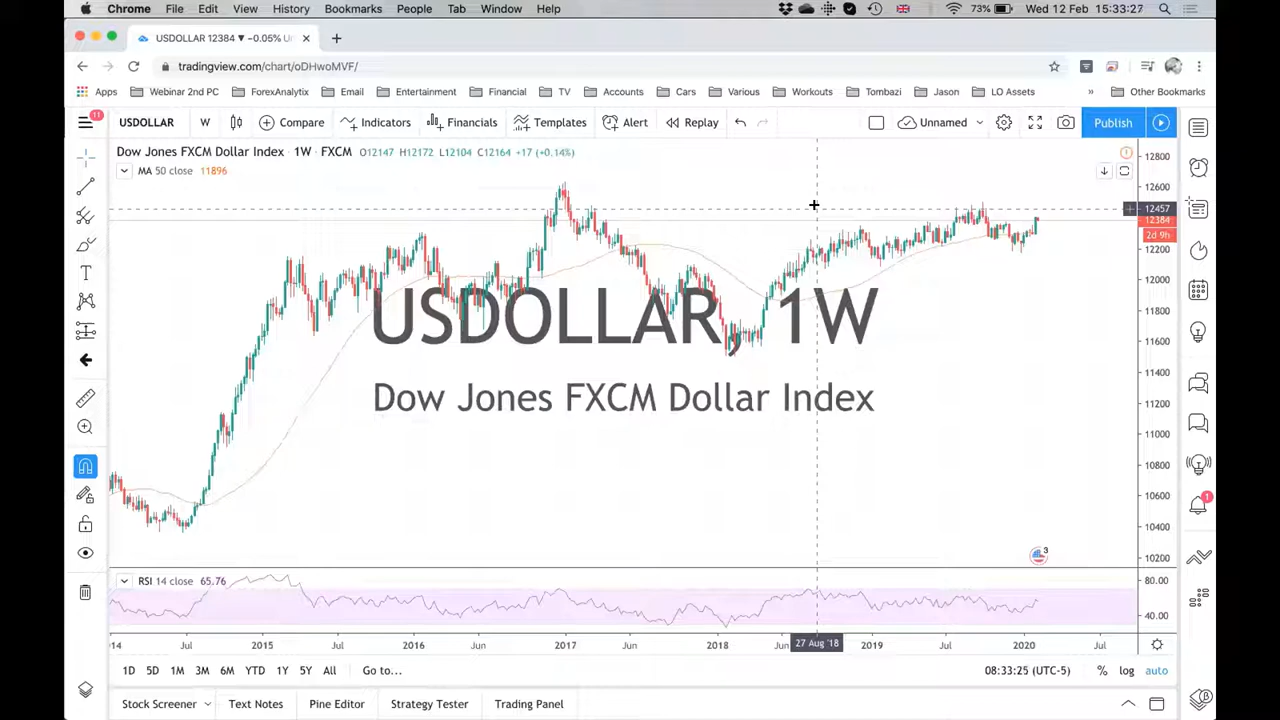 Chrome File Edit View History Bookmarks People Tab Window Help 73% Wed 12 Feb 15:33:27
USDOLLAR 12384 ▼ −0.05% U
tradingview.com/chart/oDHwoMVF/
Apps Webinar 2nd PC ForexAnalytix Email Entertainment Financial TV Accounts Cars Various Workouts Tombazi Jason LO Assets » Other Bookmarks
11
USDOLLAR W Compare Indicators Financials Templates Alert Replay Unnamed Publish
Dow Jones FXCM Dollar Index · 1W · FXCM O12147 H12172 L12104 C12164 +17 (+0.14%)
MA 50 close 11896
12800
12600
12457
12384
2d 9h
12200
12000
11800
11600
11400
11200
11000
10800
10600
10400
10200
USDOLLAR, 1W
Dow Jones FXCM Dollar Index
1
3
RSI 14 close 65.76
80.00
40.00
14 Jul 2015 Jul 2016 Jun 2017 Jun 2018 Jun 27 Aug '18 2019 Jul 2020 Jul
1D 5D 1M 3M 6M YTD 1Y 5Y All Go to... 08:33:25 (UTC-5) % log auto
Stock Screener Text Notes Pine Editor Strategy Tester Trading Panel